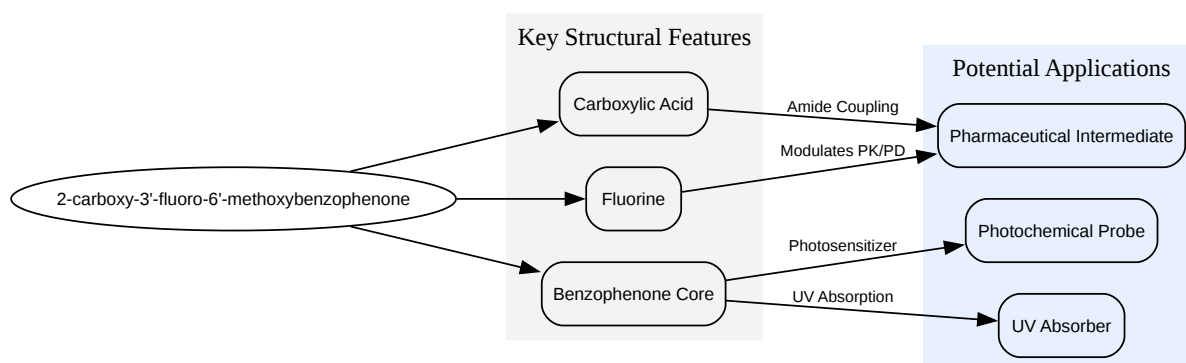 Key Structural Features
Potential Applications
Carboxylic Acid
Amide Coupling
Pharmaceutical Intermediate
Modulates PK/PD
2-carboxy-3'-fluoro-6'-methoxybenzophenone
Fluorine
Photochemical Probe
Photosensitizer
Benzophenone Core
UV Absorption
UV Absorber